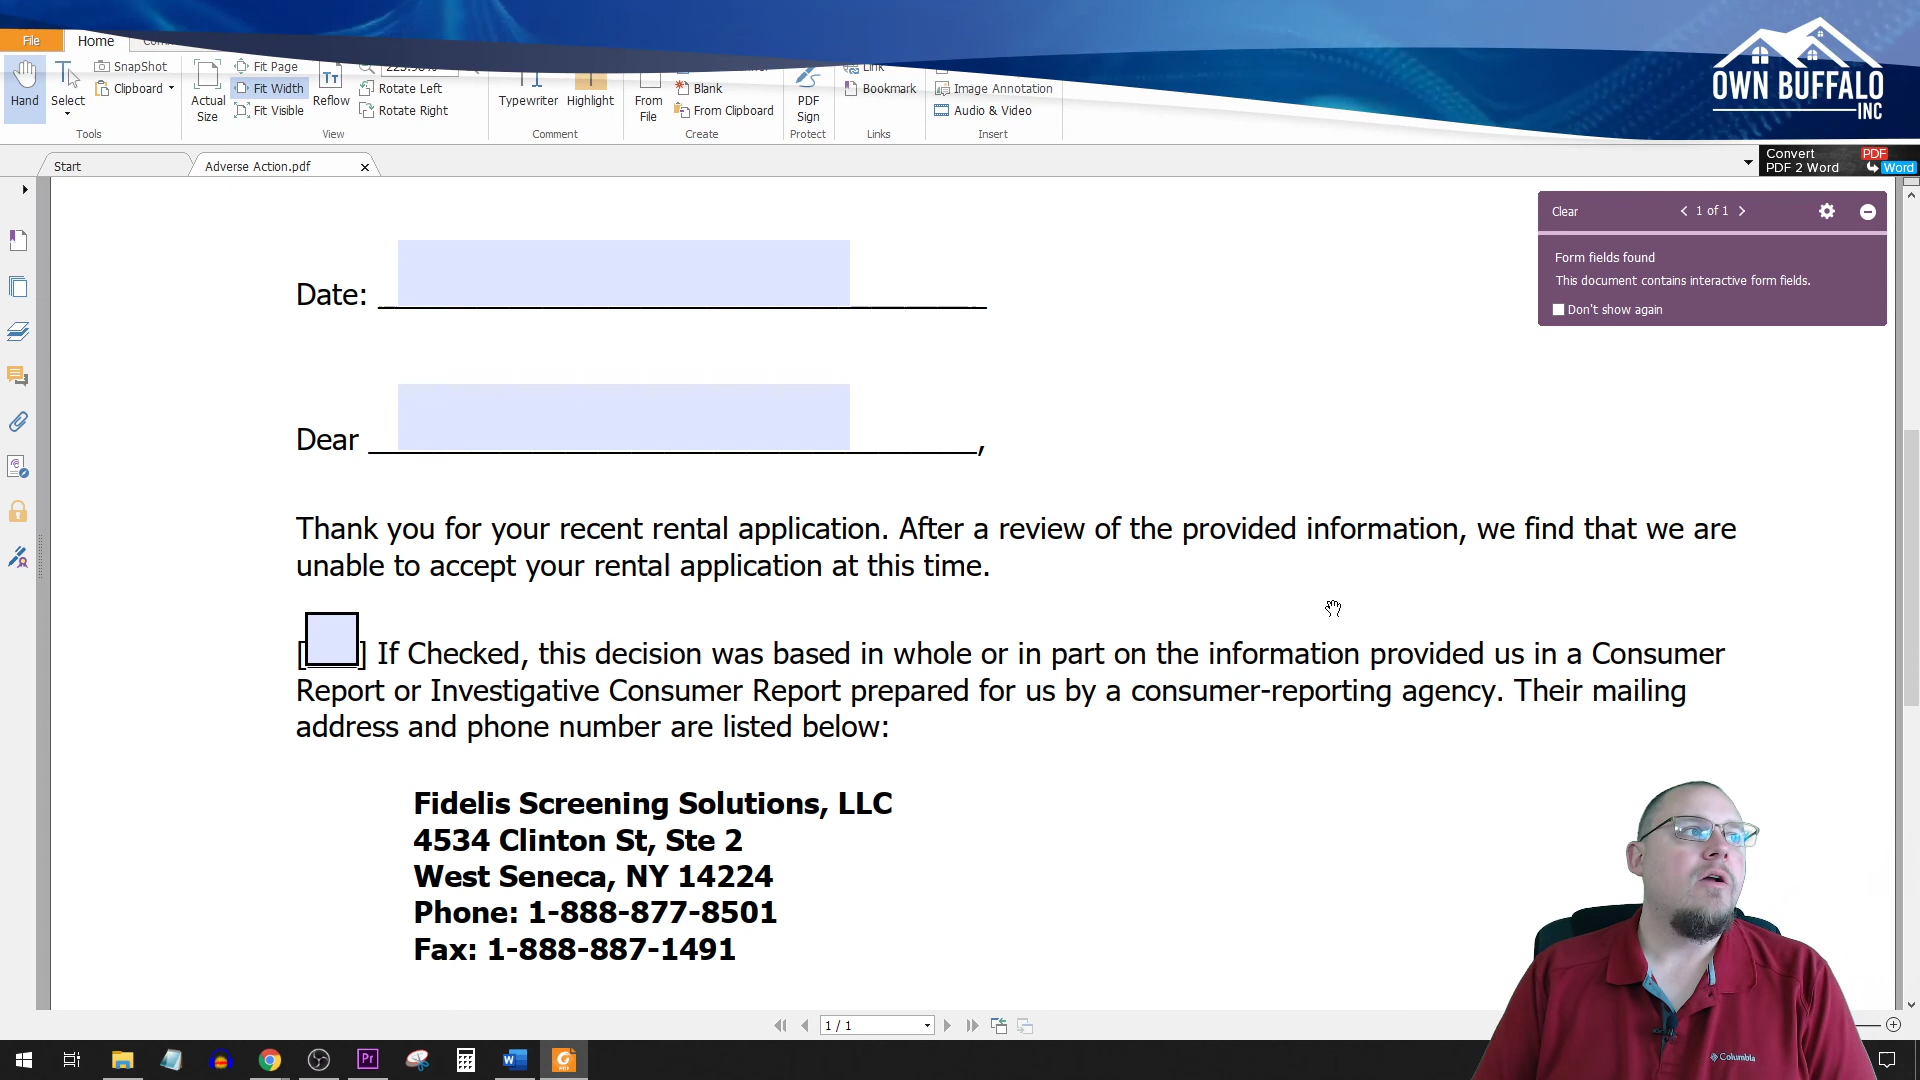 File
Home
OWN BUFFALO
INC
SnapShot
Clipboard
Hand
Select
Tools
Actual
Size
Fit Page
Fit Width
Fit Visible
Reflow
Rotate Left
Rotate Right
View
Typewriter
Highlight
Comment
From
File
Blank
From Clipboard
Create
PDF
Sign
Protect
Link
Bookmark
Links
Image Annotation
Audio & Video
Insert
Start
Adverse Action.pdf
Convert
PDF 2 Word
PDF
Word
Clear
1 of 1
Form fields found
This document contains interactive form fields.
Don't show again
Date: ____________________
Dear ____________________,
Thank you for your recent rental application. After a review of the provided information, we find that we are
unable to accept your rental application at this time.
[ ] If Checked, this decision was based in whole or in part on the information provided us in a Consumer
Report or Investigative Consumer Report prepared for us by a consumer-reporting agency. Their mailing
address and phone number are listed below:
Fidelis Screening Solutions, LLC
4534 Clinton St, Ste 2
West Seneca, NY 14224
Phone: 1-888-877-8501
Fax: 1-888-887-1491
Columbia
1 / 1
Pr